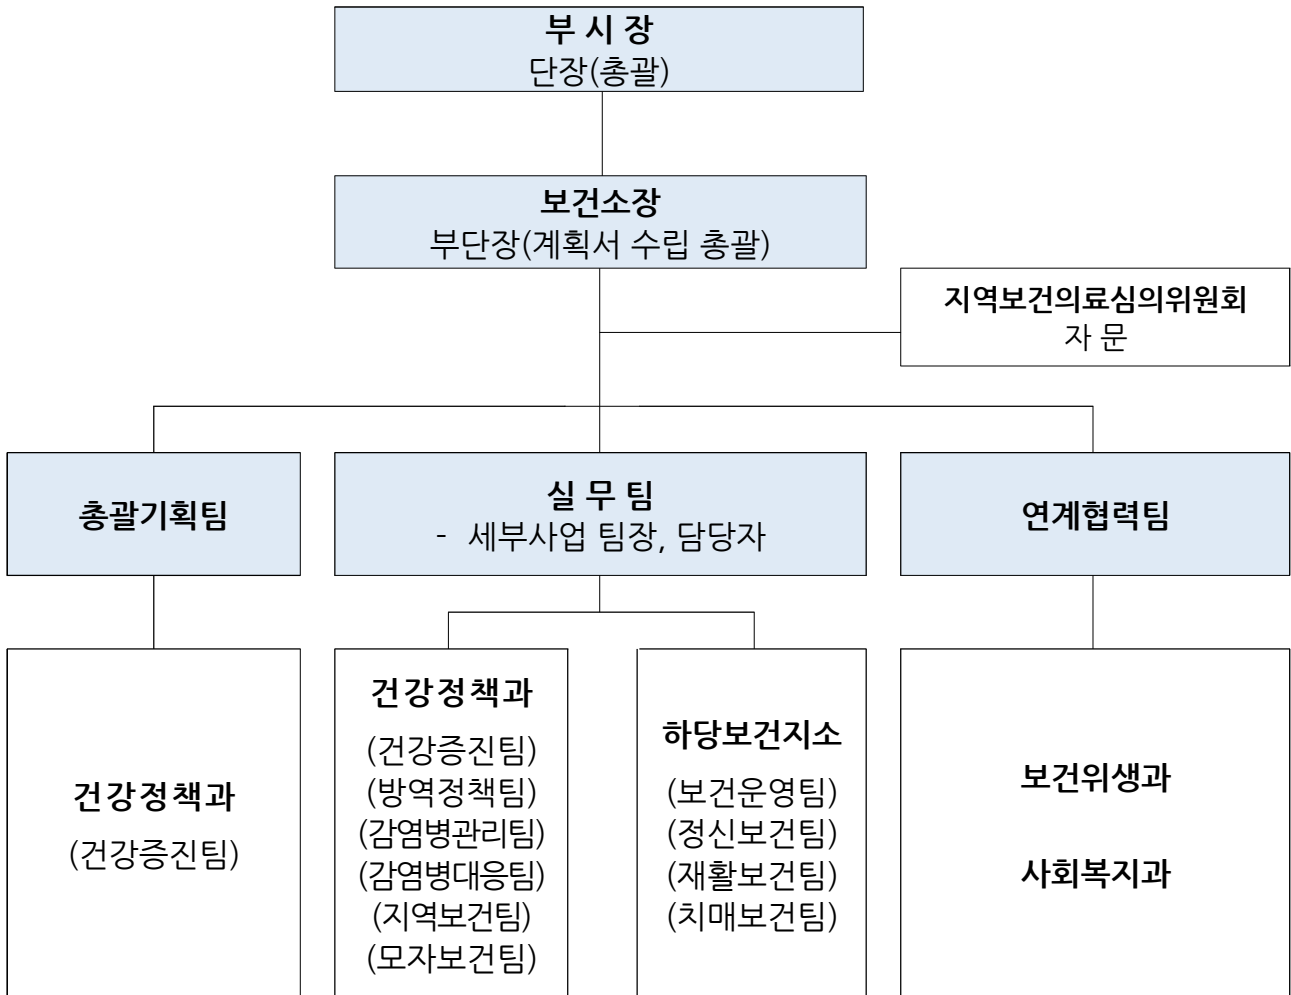 부 시 장
단장(총괄)
보건소장
부단장(계획서 수립 총괄)
지역보건의료심의위원회
자 문
총괄기획팀
실 무 팀
- 세부사업 팀장, 담당자
연계협력팀
건강정책과
(건강증진팀)
건강정책과
(건강증진팀)
(방역정책팀)
(감염병관리팀)
(감염병대응팀)
(지역보건팀)
(모자보건팀)
하당보건지소
(보건운영팀)
(정신보건팀)
(재활보건팀)
(치매보건팀)
보건위생과
사회복지과